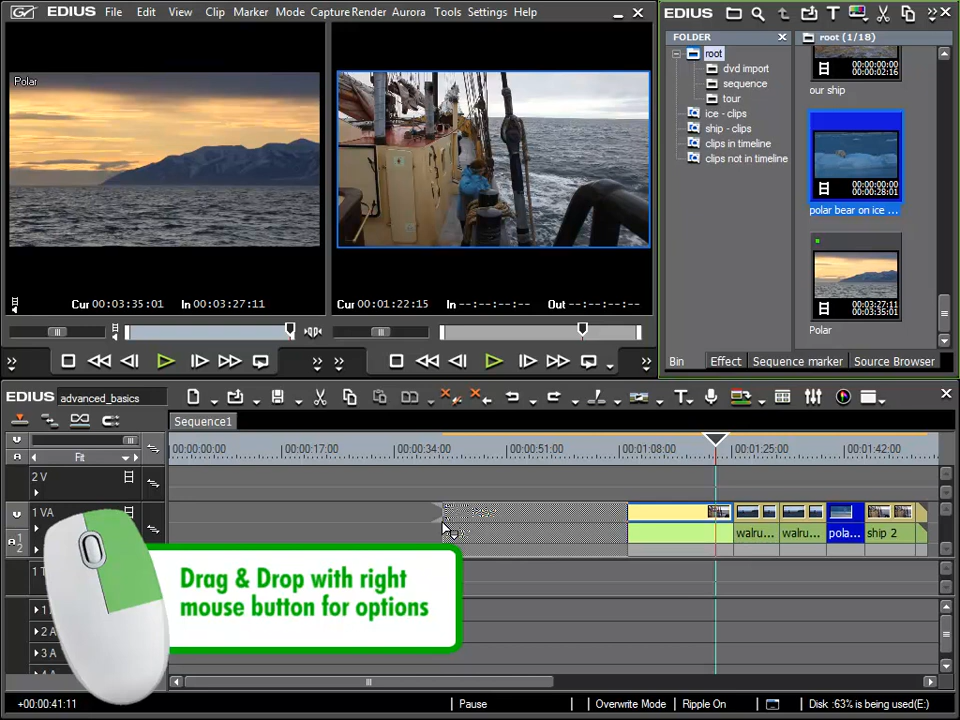 EDIUS File Edit View Clip Marker Mode Capture Render Aurora Tools Settings Help
Polar
Cur 00:03:35:01 In 00:03:27:11
Cur 00:01:22:15 In --:--:--:-- Out --:--:--:--
EDIUS
FOLDER
root
dvd import
sequence
tour
ice - clips
ship - clips
clips in timeline
clips not in timeline
root (1/18)
00:00:00:00
00:00:02:16
our ship
00:00:00:00
00:00:28:01
polar bear on ice ...
00:03:27:11
00:03:35:01
Polar
Bin Effect Sequence marker Source Browser
EDIUS advanced_basics
Sequence1
Fit
00:00:00:00 00:00:17:00 00:00:34:00 00:00:51:00 00:01:08:00 00:01:25:00 00:01:42:00
2 V
1 VA
walru... walru... pola... ship 2
Drag & Drop with right
mouse button for options
2 A
3 A
+00:00:41:11 Pause Overwrite Mode Ripple On Disk :63% is being used(E:)